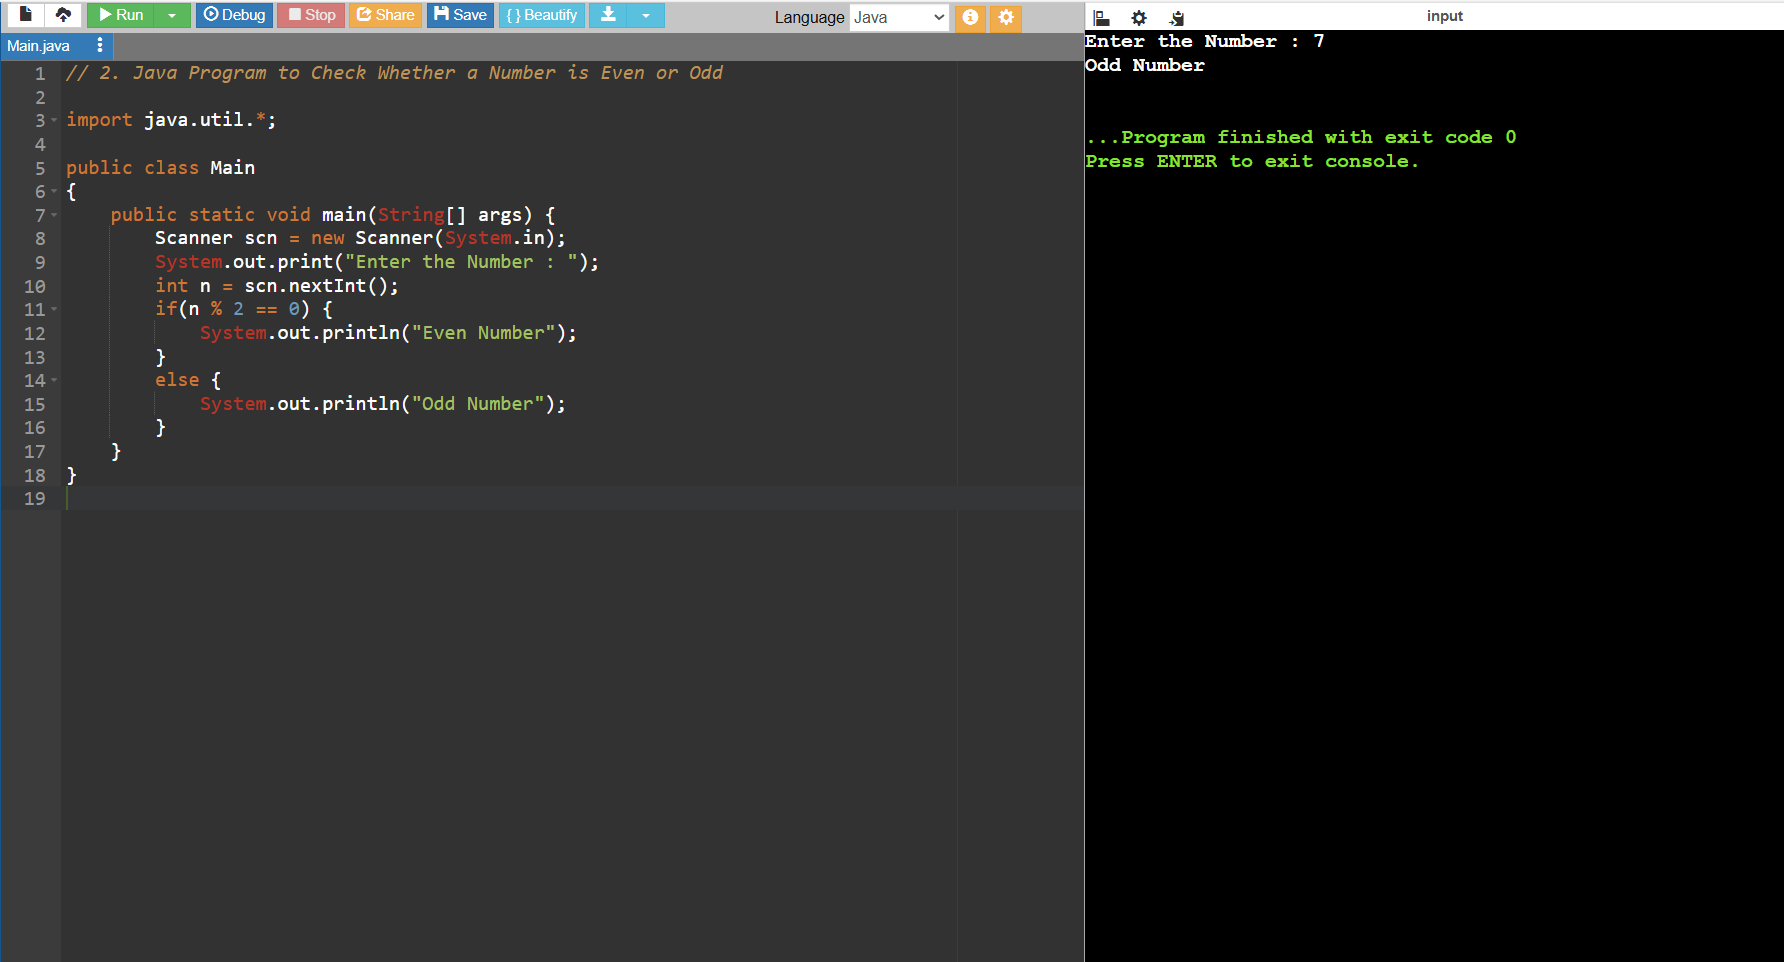 Run Debug Stop Share Save { } Beautify Language Java
Main.java
1 // 2. Java Program to Check Whether a Number is Even or Odd
2
3 import java.util.*;
4
5 public class Main
6 {
7     public static void main(String[] args) {
8         Scanner scn = new Scanner(System.in);
9         System.out.print("Enter the Number : ");
10         int n = scn.nextInt();
11         if(n % 2 == 0) {
12             System.out.println("Even Number");
13         }
14         else {
15             System.out.println("Odd Number");
16         }
17     }
18 }
19
input
Enter the Number : 7
Odd Number
...Program finished with exit code 0
Press ENTER to exit console.